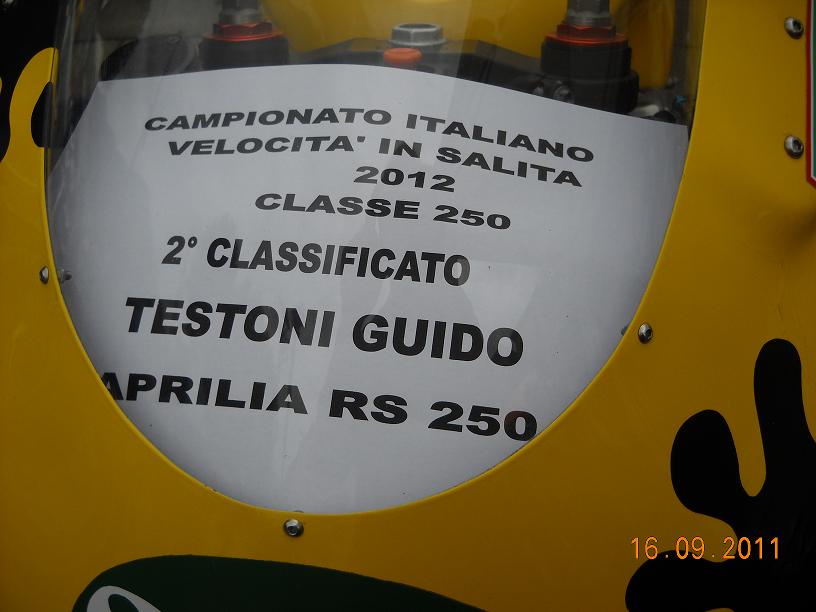 CAMPIONATO ITALIANO
VELOCITA' IN SALITA
2012
CLASSE 250
2° CLASSIFICATO
TESTONI GUIDO
APRILIA RS 250
16.09.2011